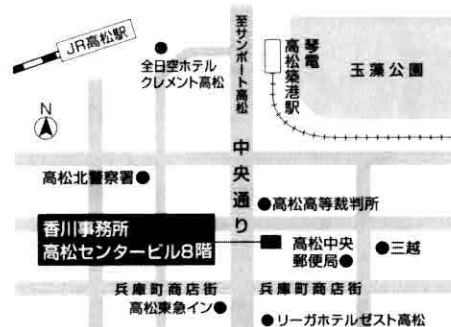 JR高松駅
全日空ホテル
クレメント高松
至サンポート高松
琴電
高松築港駅
玉藻公園
N
中央通り
高松北警察署
高松高等裁判所
香川事務所
高松センタービル8階
高松中央
郵便局
三越
兵庫町商店街
兵庫町商店街
高松東急イン
リーガホテルゼスト高松